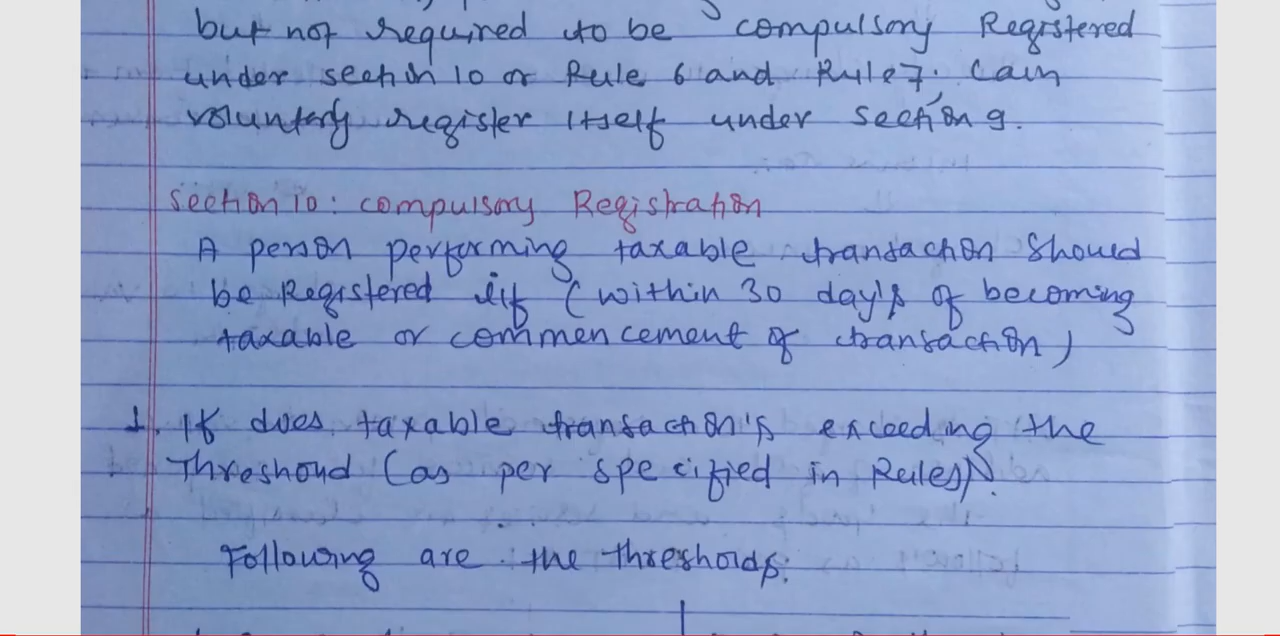 but not required to be compulsory Registered
under section 10 or Rule 6 and Rule 7. Can
voluntarly register itself under section 9.
Section 10: compulsory Registration
A person performing taxable transaction should
be Registered if (within 30 day's of becoming
taxable or commencement of transaction)
1. If does taxable transaction's exceeding the
Threshold (as per specified in Rules).
Following are the thresholds: